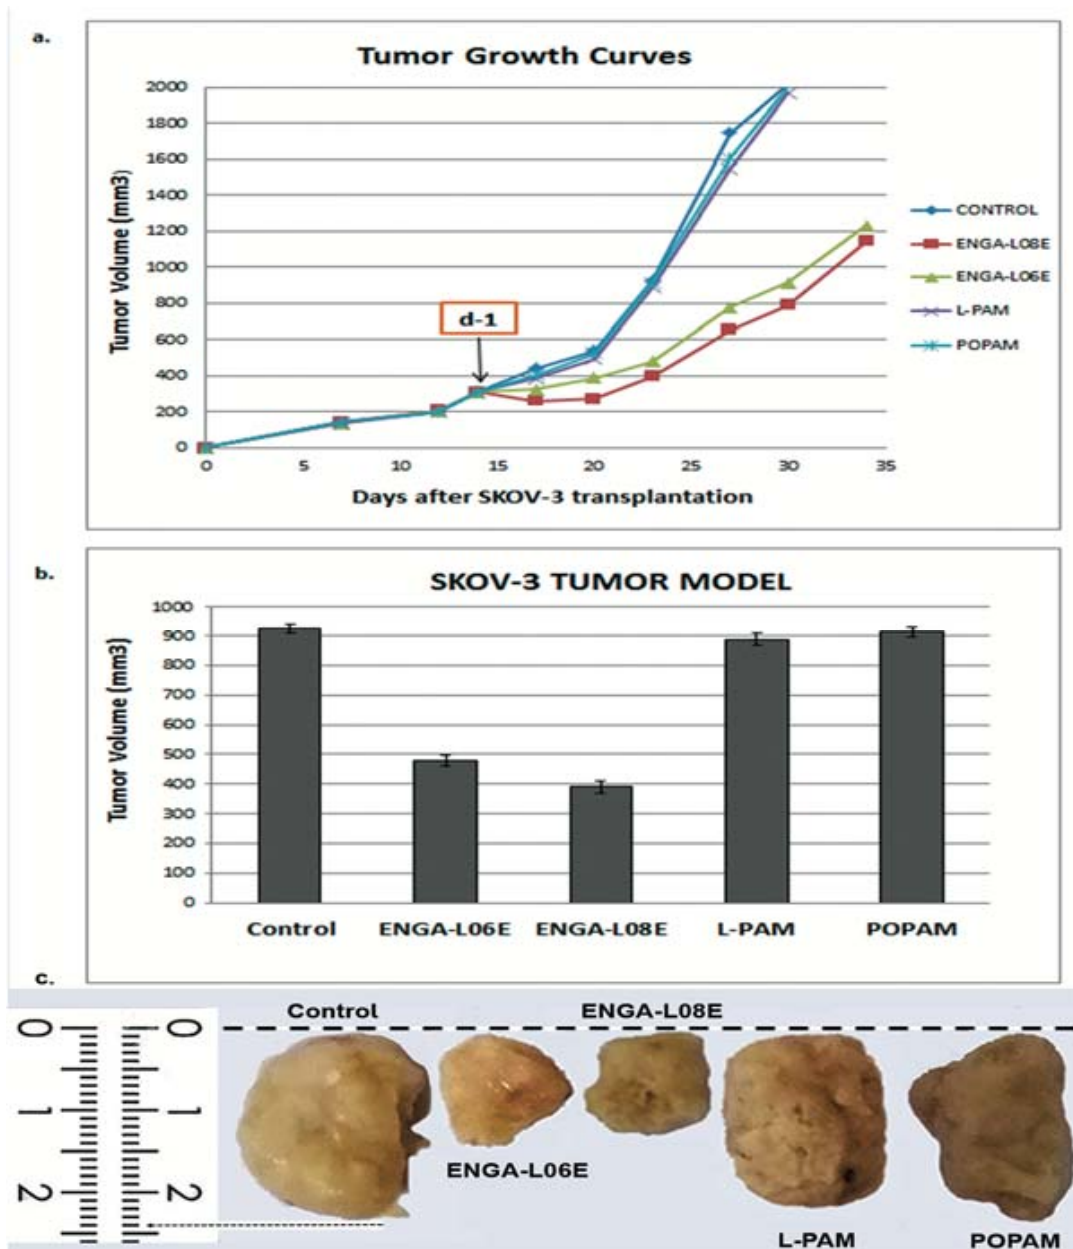 a.
Tumor Growth Curves
Tumor Volume (mm3)
2000
1800
1600
1400
1200
1000
800
600
400
200
0
d-1
0 5 10 15 20 25 30 35
Days after SKOV-3 transplantation
CONTROL
ENGA-L08E
ENGA-L06E
L-PAM
POPAM
b.
SKOV-3 TUMOR MODEL
Tumor Volume (mm3)
1000
900
800
700
600
500
400
300
200
100
0
Control ENGA-L06E ENGA-L08E L-PAM POPAM
c.
Control ENGA-L08E
0 0
1 1
2 2
ENGA-L06E
L-PAM POPAM